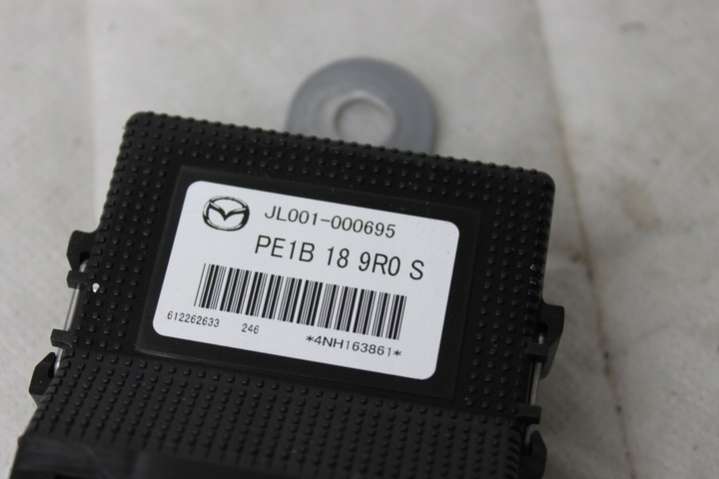 JL001-000695
PE1B 18 9R0 S
612262633 246 *4NH163861*